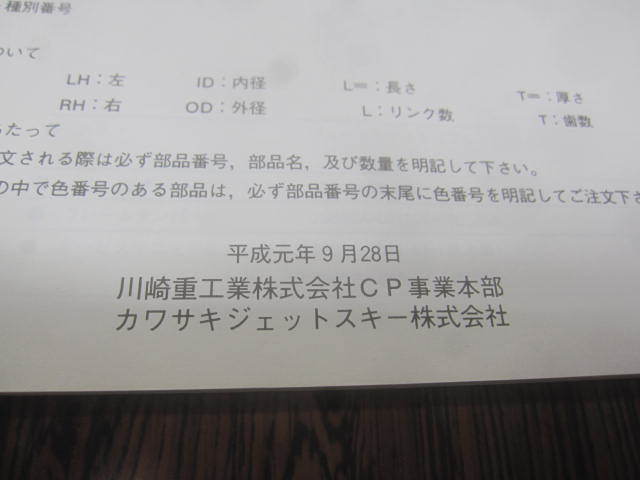 種別番号
ついて
LH：左 ID：内径 L＝：長さ T＝：厚さ
RH：右 OD：外径 L：リンク数 T：歯数
たって
文される際は必ず部品番号，部品名，及び数量を明記して下さい。
の中で色番号のある部品は，必ず部品番号の末尾に色番号を明記してご注文下さ
平成元年９月28日
川崎重工業株式会社ＣＰ事業本部
カワサキジェットスキー株式会社